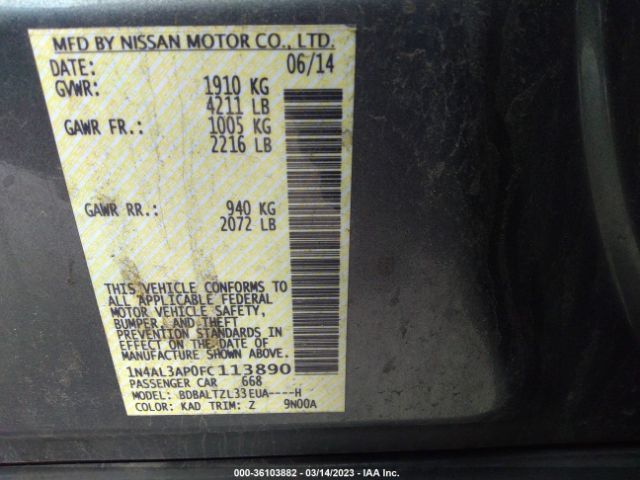 MFD BY NISSAN MOTOR CO., LTD.
DATE: 06/14
GVWR: 1910 KG
4211 LB
GAWR FR.: 1005 KG
2216 LB
GAWR RR.: 940 KG
2072 LB
THIS VEHICLE CONFORMS TO
ALL APPLICABLE FEDERAL
MOTOR VEHICLE SAFETY,
BUMPER, AND THEFT
PREVENTION STANDARDS IN
EFFECT ON THE DATE OF
MANUFACTURE SHOWN ABOVE.
1N4AL3AP0FC113890
PASSENGER CAR 668
MODEL: BDBALTZL33EUA----H
COLOR: KAD TRIM: Z 9N00A
000-36103882 - 03/14/2023 - IAA Inc.